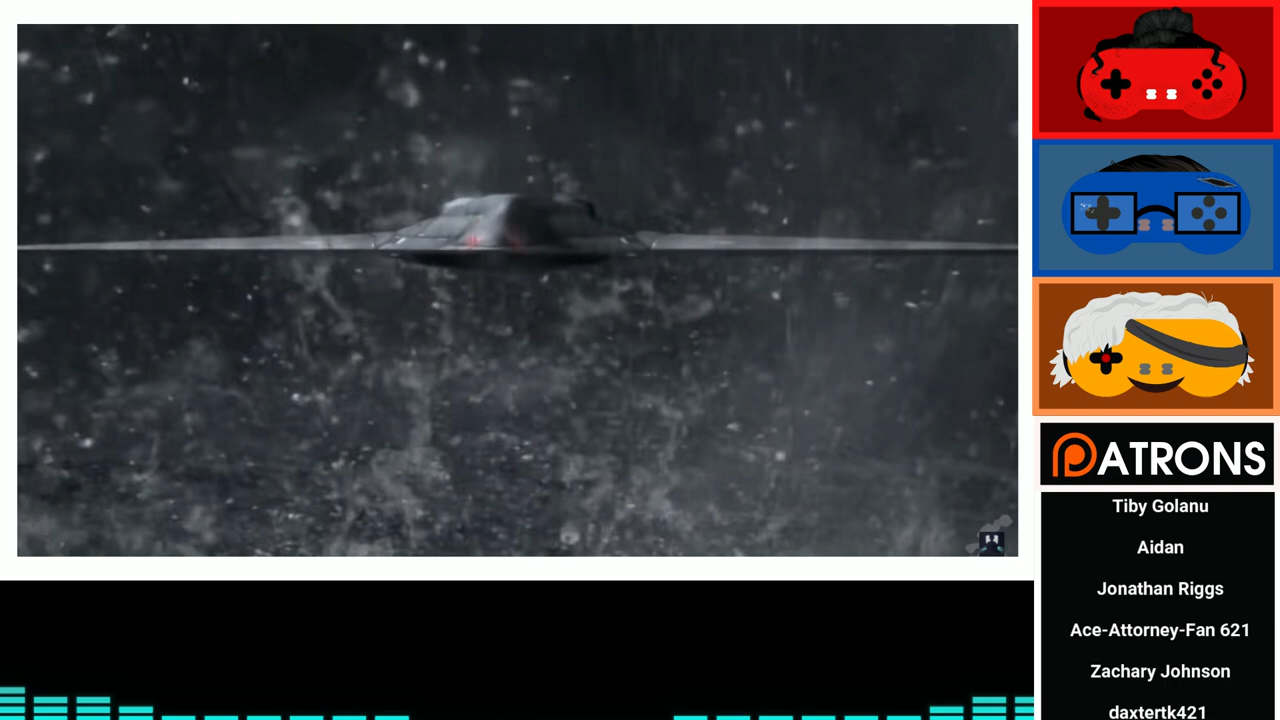 PATRONS
Tiby Golanu
Aidan
Jonathan Riggs
Ace-Attorney-Fan 621
Zachary Johnson
daxtertk421